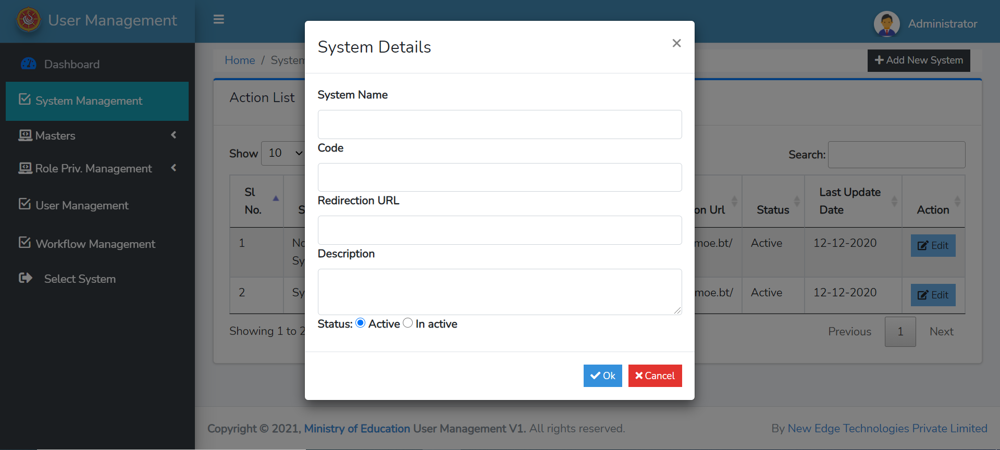 User Management
Administrator
Dashboard
System Management
Masters
Role Priv. Management
User Management
Workflow Management
Select System
Home / System
Add New System
Action List
Show 10
Search:
Sl No.
on Url
Status
Last Update Date
Action
1
No
Sy
moe.bt/
Active
12-12-2020
Edit
2
Sy
moe.bt/
Active
12-12-2020
Edit
Showing 1 to 2
Previous
1
Next
System Details
×
System Name
Code
Redirection URL
Description
Status: Active In active
Ok
Cancel
Copyright © 2021, Ministry of Education User Management V1. All rights reserved.
By New Edge Technologies Private Limited